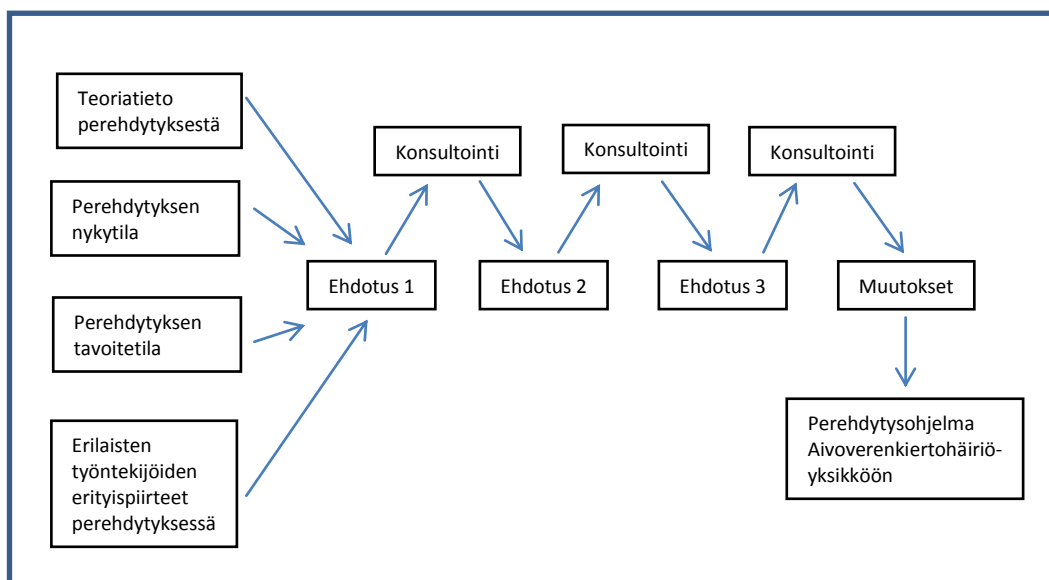 Teoriatieto
perehdytyksestä
Konsultointi
Konsultointi
Konsultointi
Perehdytyksen
nykytila
Ehdotus 1
Ehdotus 2
Ehdotus 3
Muutokset
Perehdytyksen
tavoitetila
Erilaisten
työntekijöiden
erityispiirteet
perehdytyksessä
Perehdytysohjelma
Aivoverenkiertohäiriö-
yksikköön